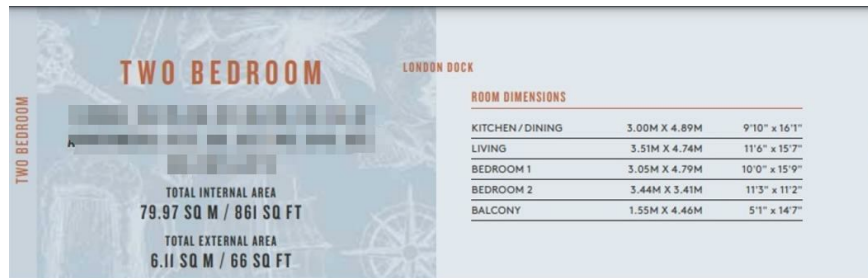 TWO BEDROOM
TWO BEDROOM
TOTAL INTERNAL AREA
79.97 SQ M / 861 SQ FT
TOTAL EXTERNAL AREA
6.11 SQ M / 66 SQ FT
LONDON DOCK
ROOM DIMENSIONS
KITCHEN / DINING 3.00M X 4.89M 9'10" x 16'1"
LIVING 3.51M X 4.74M 11'6" x 15'7"
BEDROOM 1 3.05M X 4.79M 10'0" x 15'9"
BEDROOM 2 3.44M X 3.41M 11'3" x 11'2"
BALCONY 1.55M X 4.46M 5'1" x 14'7"